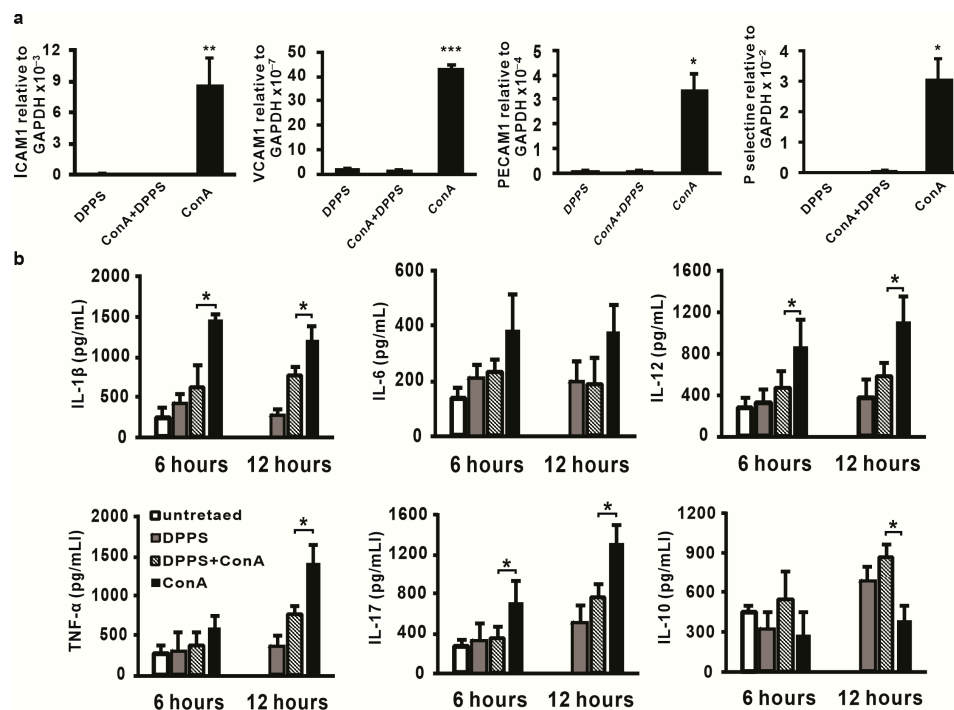 a
ICAM1 relative to
GAPDH x10⁻³
12
9
6
3
0
**
DPPS
ConA+DPPS
ConA
VCAM1 relative to
GAPDH x10⁻⁷
50
40
30
20
10
0
***
DPPS
ConA+DPPS
ConA
PECAM1 relative to
GAPDH x10⁻⁴
5
4
3
2
1
0
*
DPPS
ConA+DPPS
ConA
P selectine relative to
GAPDH x10⁻²
4
3
2
1
0
*
DPPS
ConA+DPPS
ConA
b
IL-1β (pg/mL)
2000
1500
1000
500
0
*
*
6 hours 12 hours
IL-6 (pg/mL)
600
400
200
0
6 hours 12 hours
IL-12 (pg/mL)
1600
1200
800
400
0
*
*
6 hours 12 hours
TNF-α (pg/mLl)
2000
1500
1000
500
0
untretaed
DPPS
DPPS+ConA
ConA
*
6 hours 12 hours
IL-17 (pg/mLl)
1600
1200
800
400
0
*
*
6 hours 12 hours
IL-10 (pg/mLl)
1200
900
600
300
0
*
6 hours 12 hours